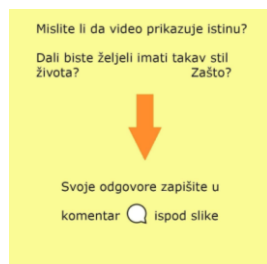 Mislite li da video prikazuje istinu?
Dali biste željeli imati takav stil
života? Zašto?
Svoje odgovore zapišite u
komentar ispod slike